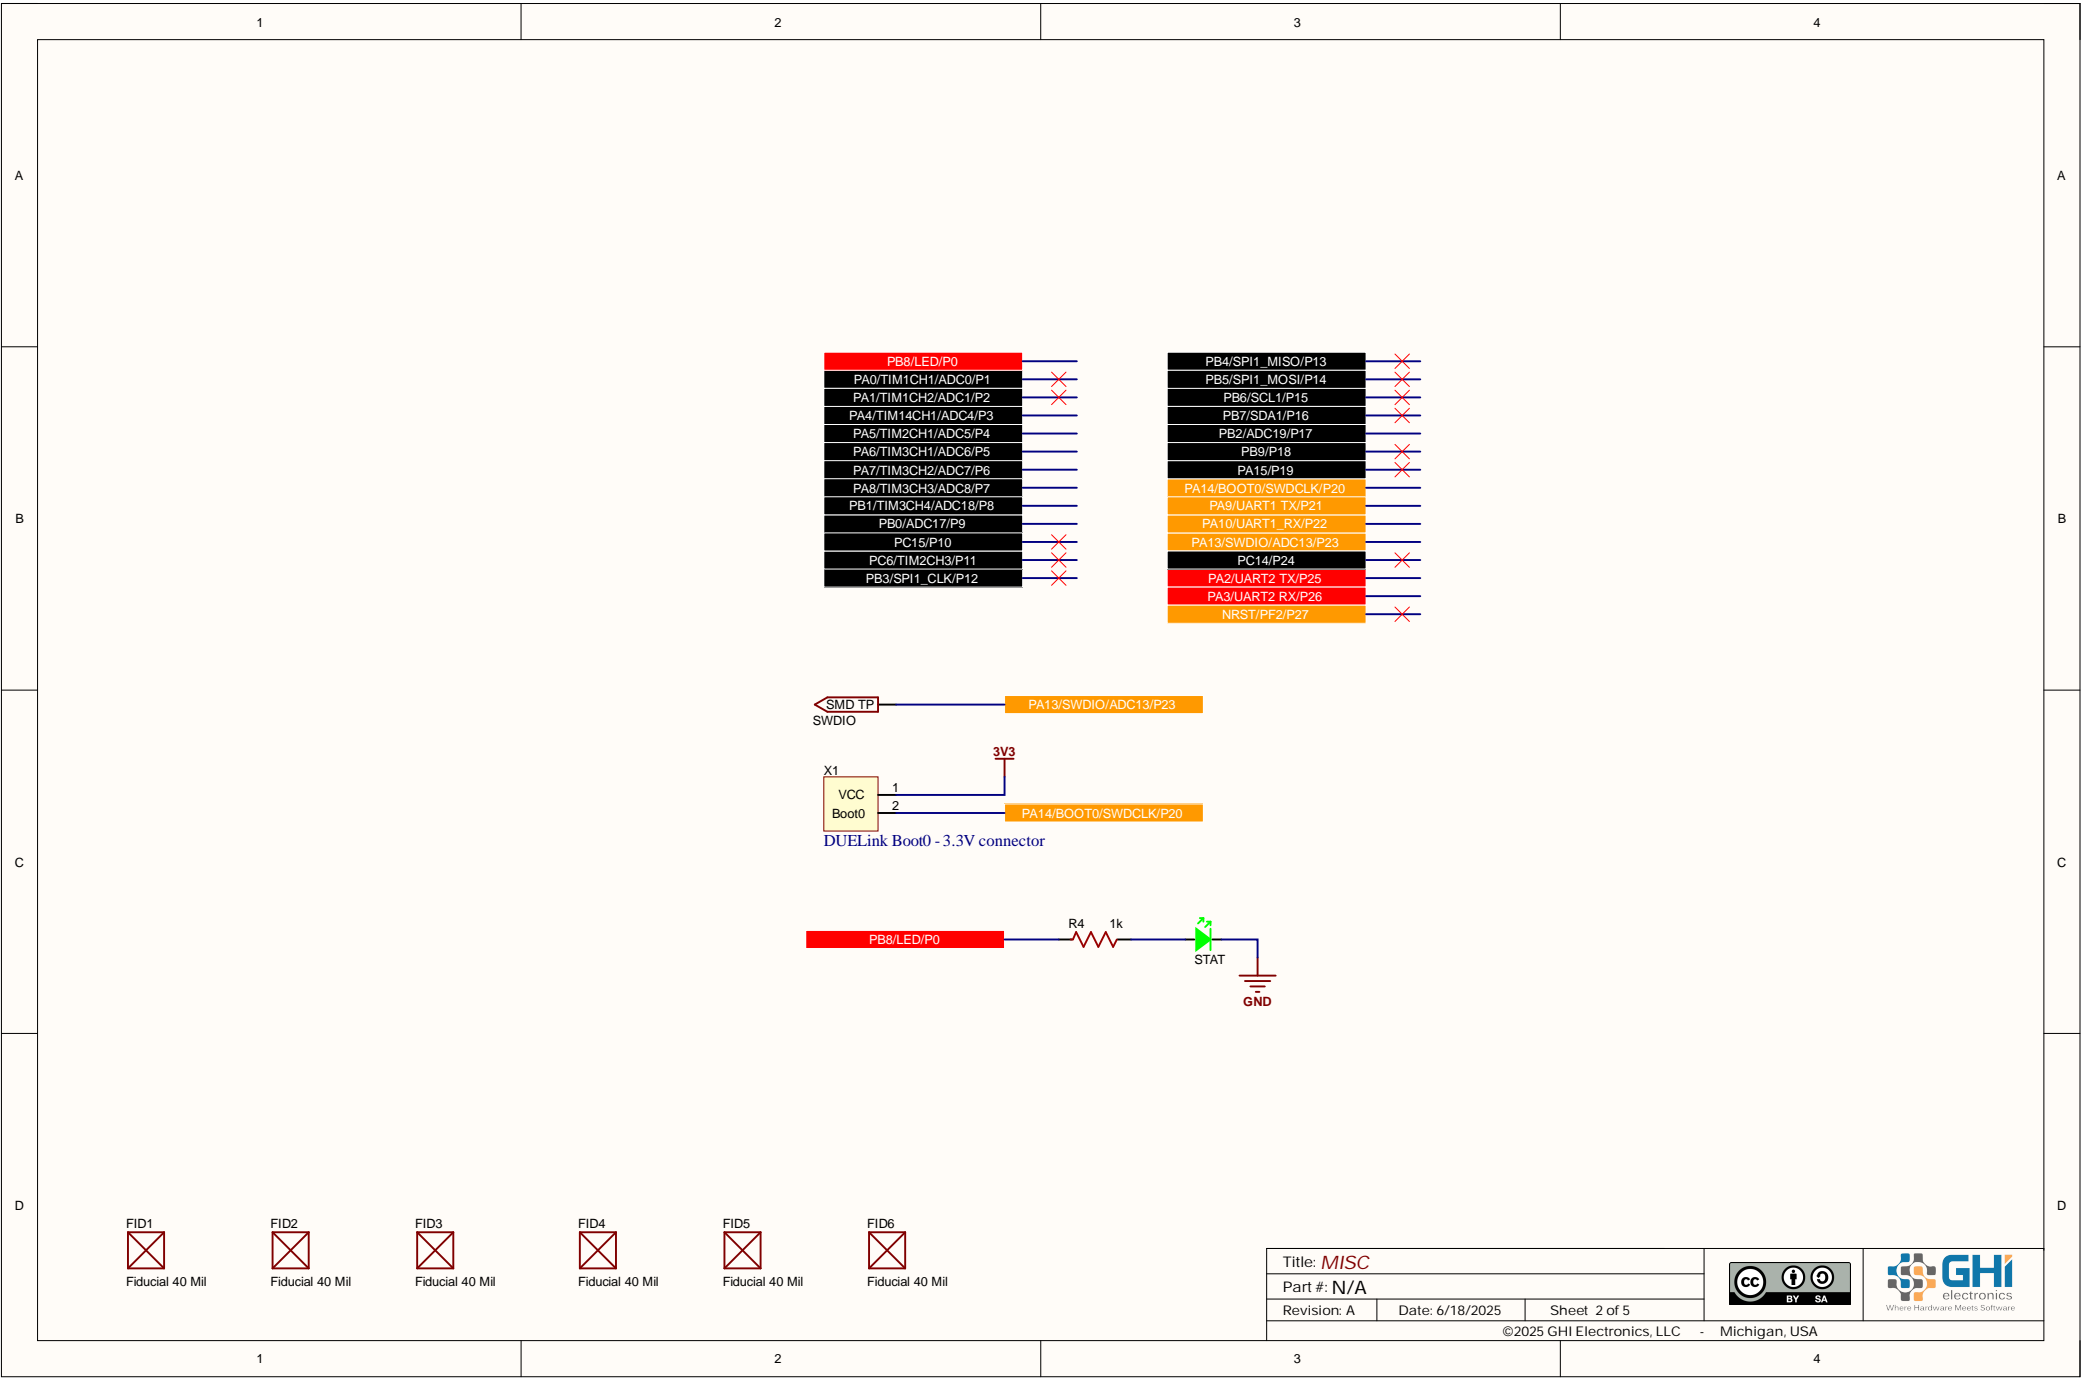 1 2 3 4
A A
PB8/LED/P0
PA0/TIM1CH1/ADC0/P1
PA1/TIM1CH2/ADC1/P2
PA4/TIM14CH1/ADC4/P3
PA5/TIM2CH1/ADC5/P4
PA6/TIM3CH1/ADC6/P5
PA7/TIM3CH2/ADC7/P6
PA8/TIM3CH3/ADC8/P7
PB1/TIM3CH4/ADC18/P8
PB0/ADC17/P9
PC15/P10
PC6/TIM2CH3/P11
PB3/SPI1_CLK/P12
PB4/SPI1_MISO/P13
PB5/SPI1_MOSI/P14
PB6/SCL1/P15
PB7/SDA1/P16
PB2/ADC19/P17
PB9/P18
PA15/P19
PA14/BOOT0/SWDCLK/P20
PA9/UART1 TX/P21
PA10/UART1_RX/P22
PA13/SWDIO/ADC13/P23
PC14/P24
PA2/UART2 TX/P25
PA3/UART2 RX/P26
NRST/PF2/P27
B B
SMD TP PA13/SWDIO/ADC13/P23
SWDIO
3V3
X1
VCC 1
Boot0 2 PA14/BOOT0/SWDCLK/P20
DUELink Boot0 - 3.3V connector
C C
R4 1k
PB8/LED/P0
STAT
GND
D D
FID1 FID2 FID3 FID4 FID5 FID6
Fiducial 40 Mil Fiducial 40 Mil Fiducial 40 Mil Fiducial 40 Mil Fiducial 40 Mil Fiducial 40 Mil
Title: MISC
Part #: N/A
Revision: A Date: 6/18/2025 Sheet 2 of 5
cc BY SA
GHI
electronics
Where Hardware Meets Software
©2025 GHI Electronics, LLC - Michigan, USA
1 2 3 4